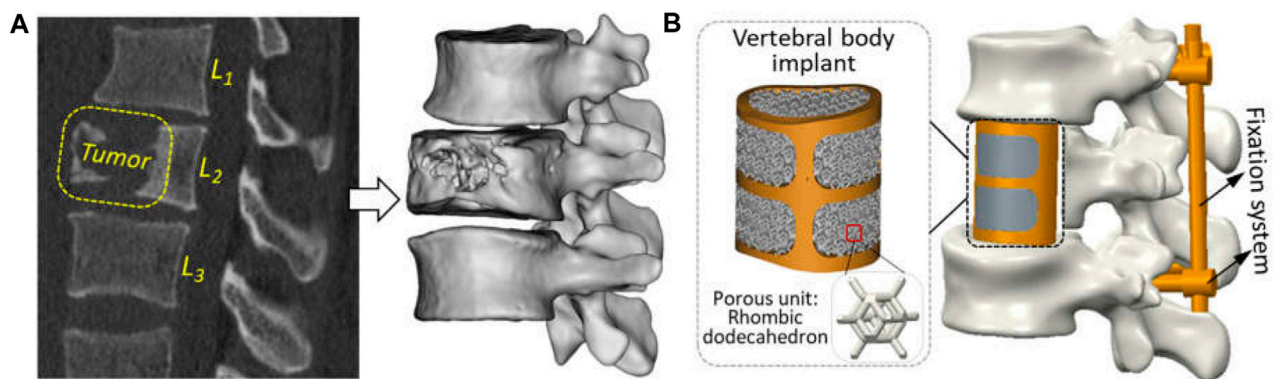 A
L1
Tumor
L2
L3
B
Vertebral body
implant
Porous unit:
Rhombic
dodecahedron
Fixation system